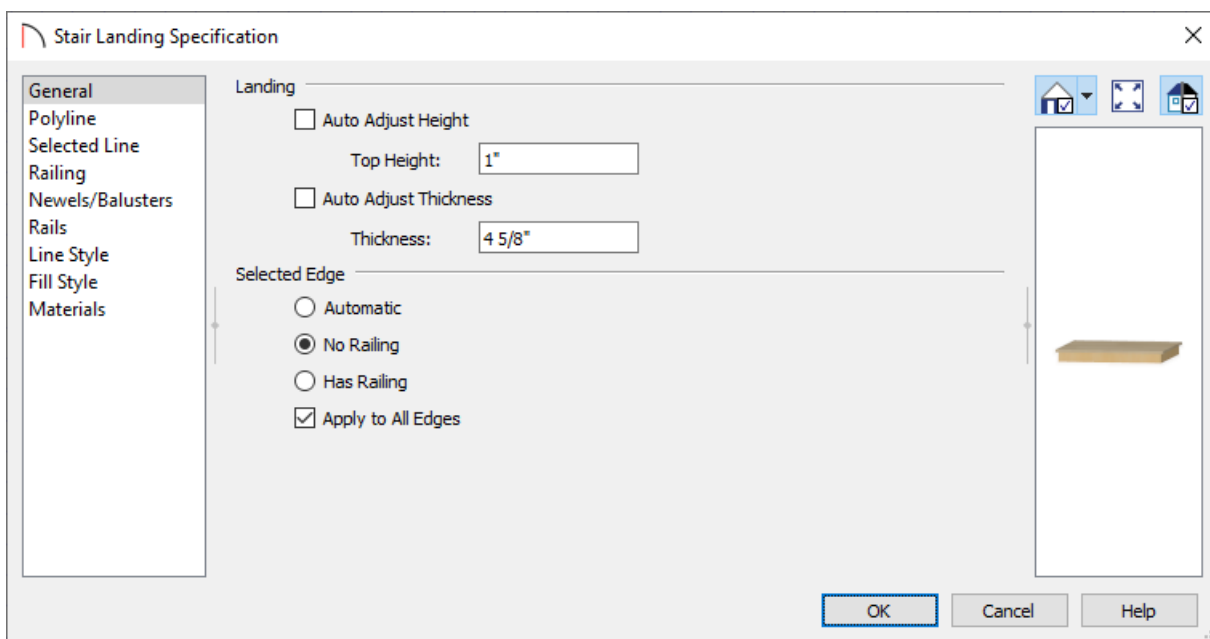 Stair Landing Specification
General
Polyline
Selected Line
Railing
Newels/Balusters
Rails
Line Style
Fill Style
Materials
Landing
Auto Adjust Height
Top Height: 1"
Auto Adjust Thickness
Thickness: 4 5/8"
Selected Edge
Automatic
No Railing
Has Railing
Apply to All Edges
OK Cancel Help